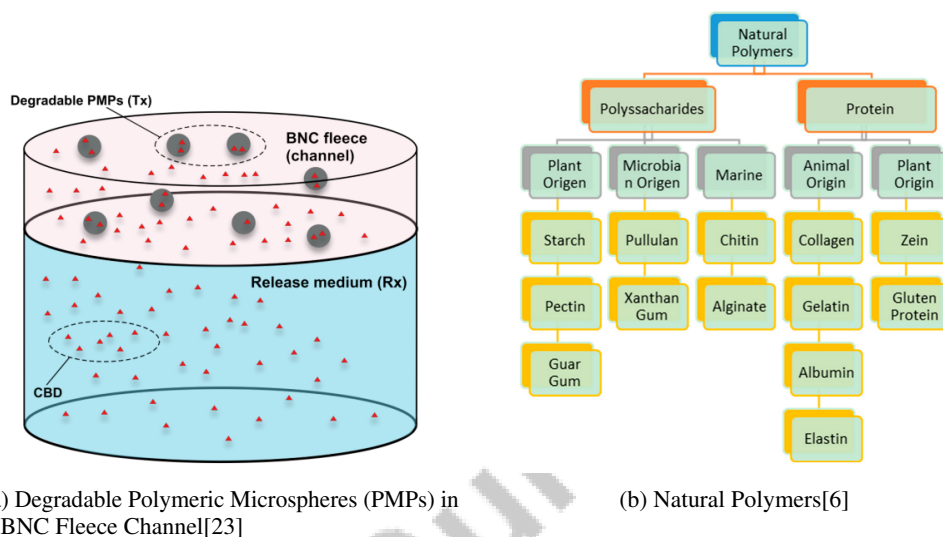 Degradable PMPs (Tx)
BNC fleece
(channel)
Release medium (Rx)
CBD
Natural
Polymers
Polyssacharides
Protein
Plant
Origen
Microbia
n Origen
Marine
Animal
Origin
Plant
Origin
Starch
Pullulan
Chitin
Collagen
Zein
Pectin
Xanthan
Gum
Alginate
Gelatin
Gluten
Protein
Guar
Gum
Albumin
Elastin
) Degradable Polymeric Microspheres (PMPs) in
BNC Fleece Channel[23]
(b) Natural Polymers[6]